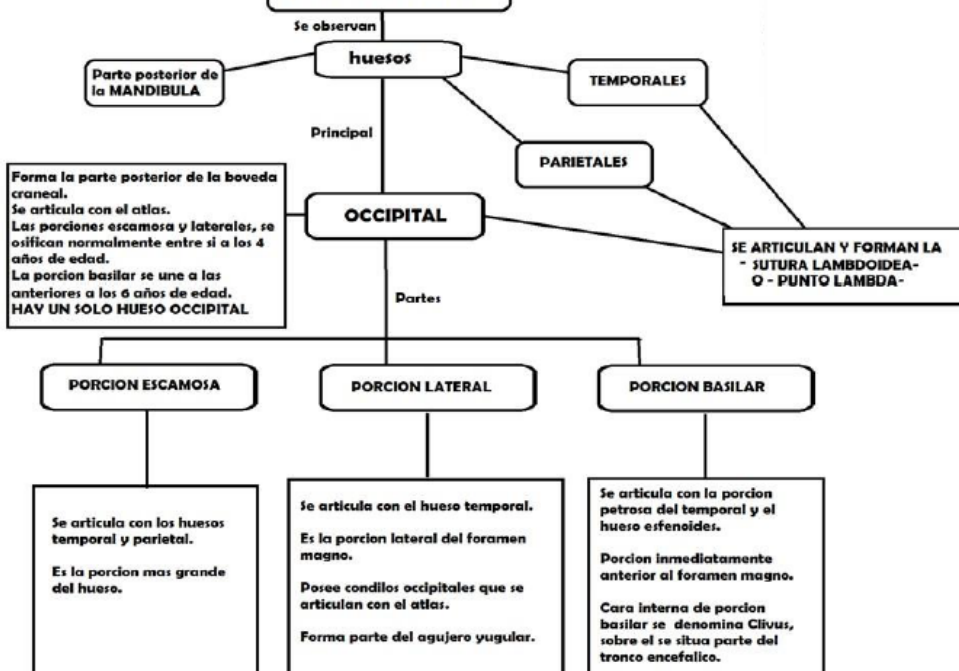 Se observan
huesos
Parte posterior de
la MANDIBULA
TEMPORALES
Principal
PARIETALES
Forma la parte posterior de la boveda
craneal.
Se articula con el atlas.
Las porciones escamosa y laterales, se
osifican normalmente entre si a los 4
años de edad.
La porcion basilar se une a las
anteriores a los 6 años de edad.
HAY UN SOLO HUESO OCCIPITAL
OCCIPITAL
SE ARTICULAN Y FORMAN LA
- SUTURA LAMBDOIDEA-
O - PUNTO LAMBDA-
Partes
PORCION ESCAMOSA
PORCION LATERAL
PORCION BASILAR
Se articula con los huesos
temporal y parietal.
Es la porcion mas grande
del hueso.
Se articula con el hueso temporal.
Es la porcion lateral del foramen
magno.
Posee condilos occipitales que se
articulan con el atlas.
Forma parte del agujero yugular.
Se articula con la porcion
petrosa del temporal y el
hueso esfenoides.
Porcion inmediatamente
anterior al foramen magno.
Cara interna de porcion
basilar se denomina Clivus,
sobre el se situa parte del
tronco encefalico.